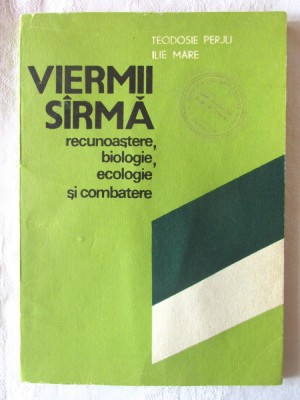 TEODOSIE PERJU
ILIE MARE
VIERMII
SÎRMĂ
recunoaştere,
biologie,
ecologie
şi combatere